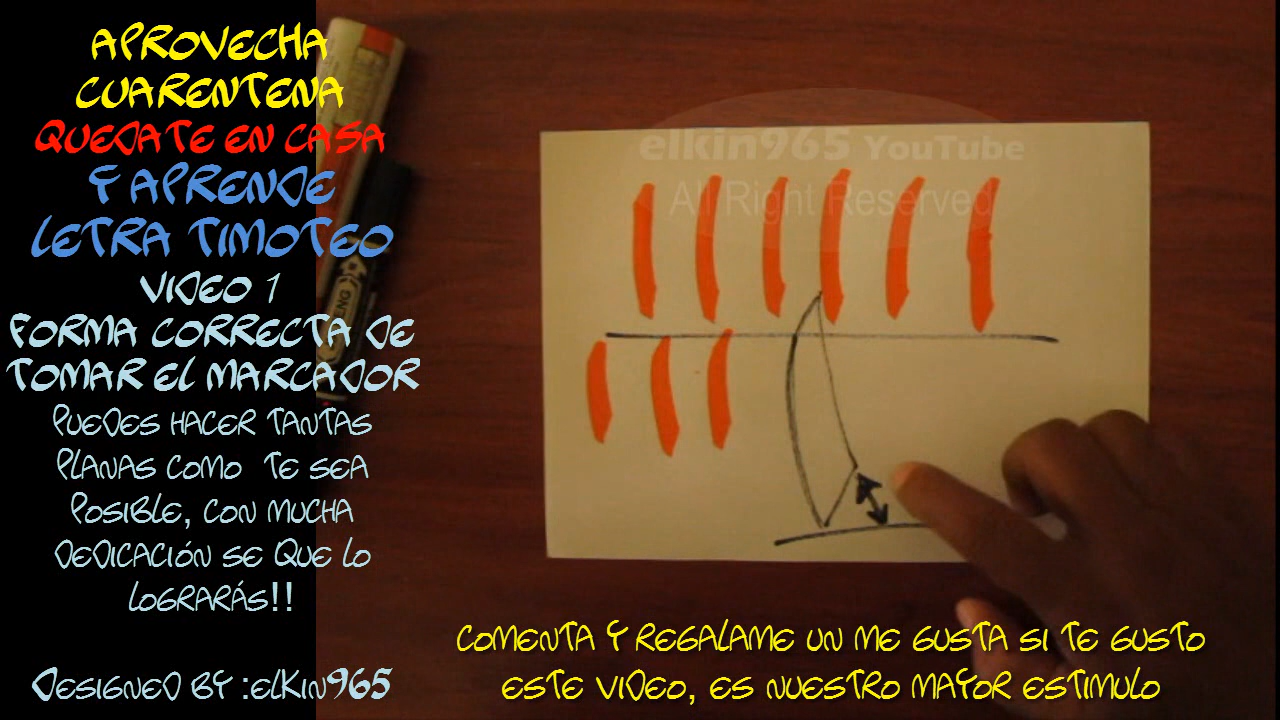 APROVECHA
CUARENTENA
QUEDATE EN CASA
Y APRENDE
LETRA TIMOTEO
VIDEO 1
FORMA CORRECTA DE
TOMAR EL MARCADOR
PUEDES HACER TANTAS
PLANAS COMO TE SEA
POSIBLE, CON MUCHA
DEDICACIÓN SE QUE LO
LOGRARÁS!!
DESIGNED BY :elKin965
elkin965 YouTube
All Right Reserved
COMENTA Y REGALAME UN ME GUSTA SI TE GUSTO
ESTE VIDEO, ES NUESTRO MAYOR ESTIMULO